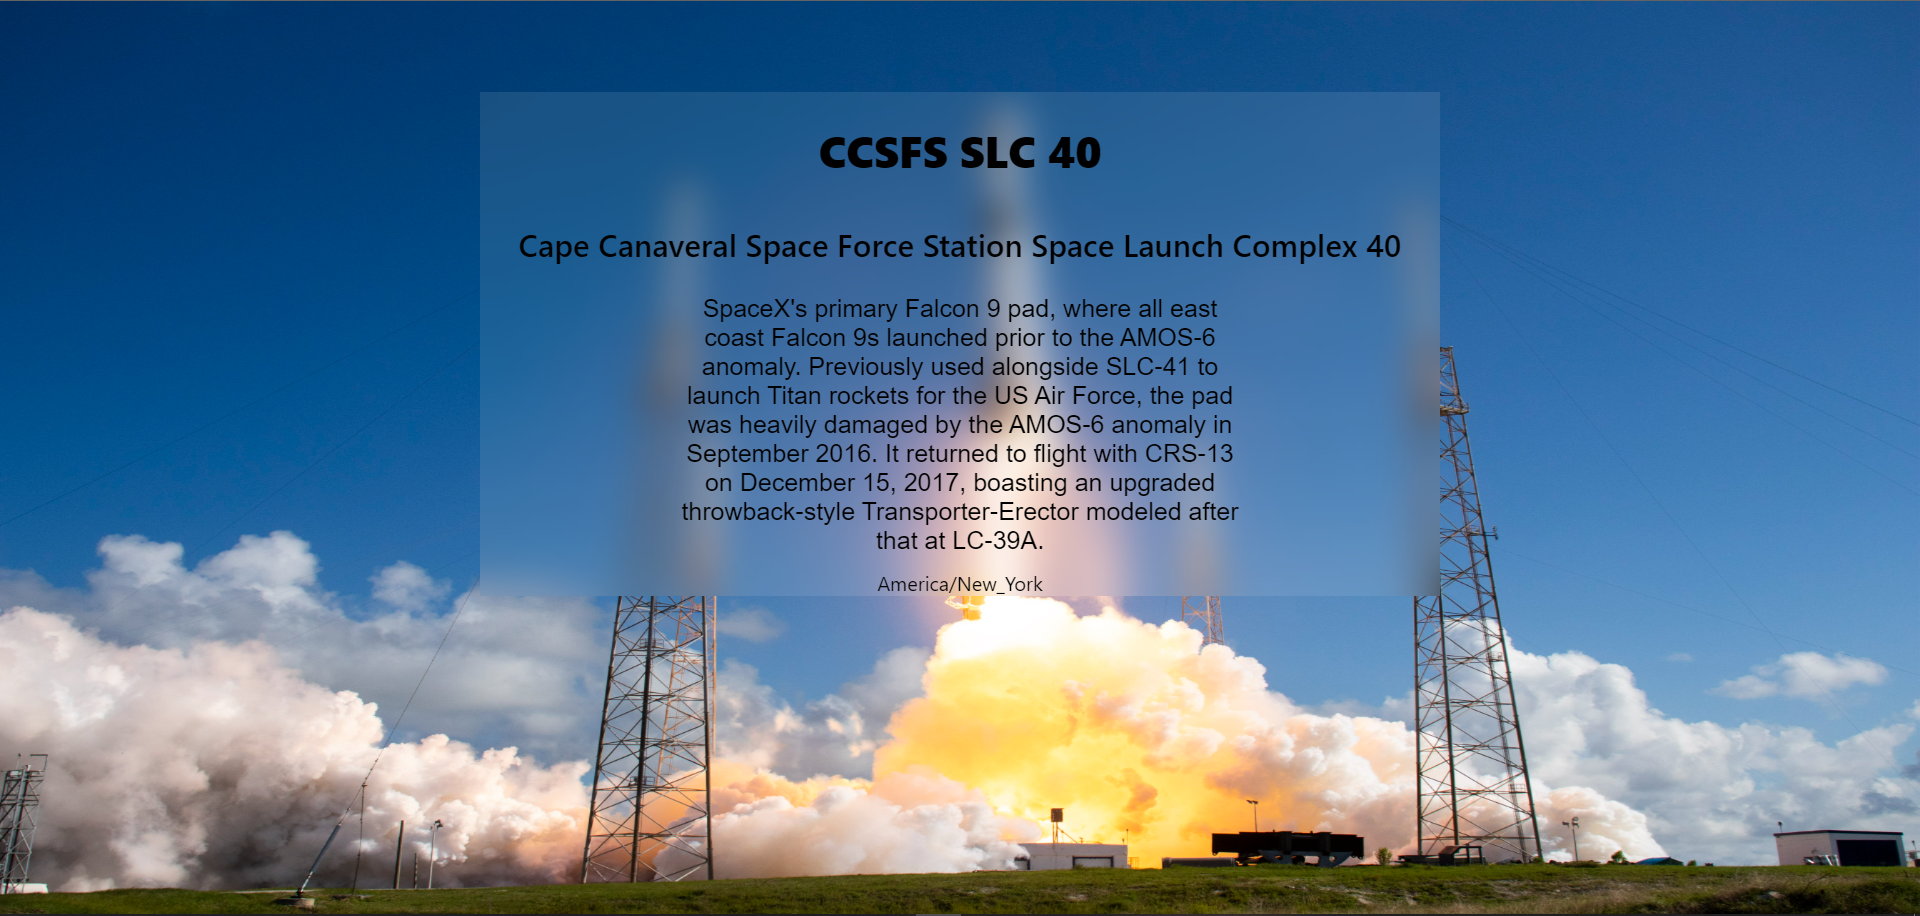 CCSFS SLC 40
Cape Canaveral Space Force Station Space Launch Complex 40
SpaceX's primary Falcon 9 pad, where all east
coast Falcon 9s launched prior to the AMOS-6
anomaly. Previously used alongside SLC-41 to
launch Titan rockets for the US Air Force, the pad
was heavily damaged by the AMOS-6 anomaly in
September 2016. It returned to flight with CRS-13
on December 15, 2017, boasting an upgraded
throwback-style Transporter-Erector modeled after
that at LC-39A.
America/New_York